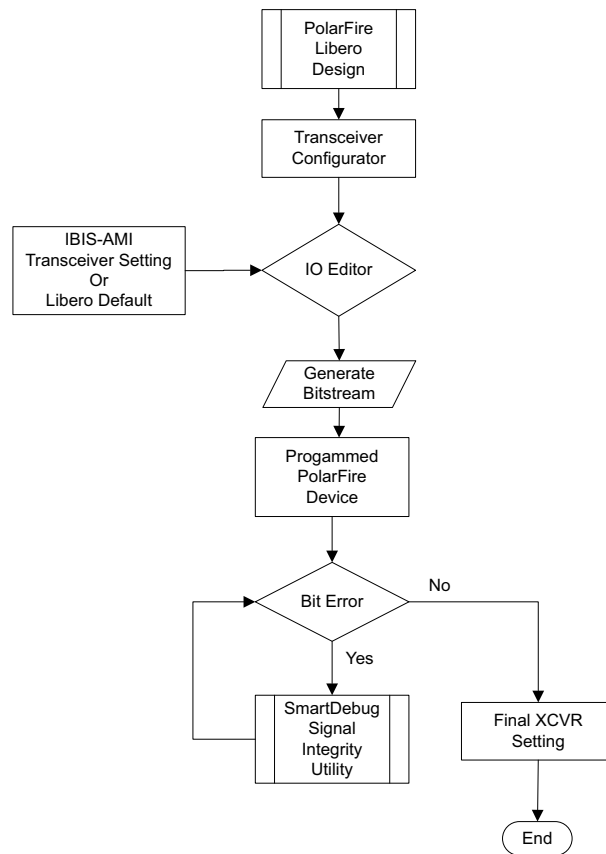 PolarFire
Libero
Design
Transceiver
Configurator
IBIS-AMI
Transceiver Setting
Or
Libero Default
IO Editor
Generate
Bitstream
Progammed
PolarFire
Device
Bit Error
No
Yes
SmartDebug
Signal
Integrity
Utility
Final XCVR
Setting
End